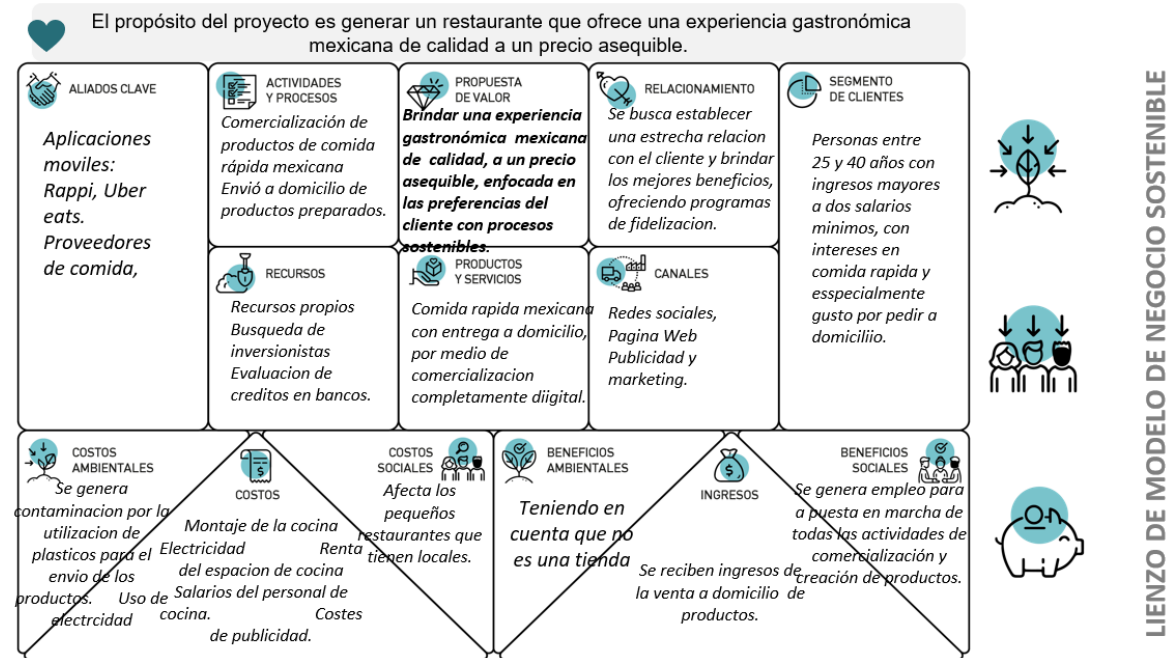 El propósito del proyecto es generar un restaurante que ofrece una experiencia gastronómica
mexicana de calidad a un precio asequible.
ALIADOS CLAVE
Aplicaciones
moviles:
Rappi, Uber
eats.
Proveedores
de comida,
ACTIVIDADES
Y PROCESOS
Comercialización de
productos de comida
rápida mexicana
Envió a domicilio de
productos preparados.
RECURSOS
Recursos propios
Busqueda de
inversionistas
Evaluacion de
creditos en bancos.
PROPUESTA
DE VALOR
Brindar una experiencia
gastronómica mexicana
de calidad, a un precio
asequible, enfocada en
las preferencias del
cliente con procesos
sostenibles.
PRODUCTOS
Y SERVICIOS
Comida rapida mexicana
con entrega a domicilio,
por medio de
comercializacion
completamente diigital.
RELACIONAMIENTO
Se busca establecer
una estrecha relacion
con el cliente y brindar
los mejores beneficios,
ofreciendo programas
de fidelizacion.
CANALES
Redes sociales,
Pagina Web
Publicidad y
marketing.
SEGMENTO
DE CLIENTES
Personas entre
25 y 40 años con
ingresos mayores
a dos salarios
minimos, con
intereses en
comida rapida y
esspecialmente
gusto por pedir a
domiciliio.
COSTOS
AMBIENTALES
Se genera
contaminacion por la
utilizacion de
plasticos para el
envio de los
productos. Uso de
electrcidad
COSTOS
Montaje de la cocina
Electricidad Renta
del espacion de cocina
Salarios del personal de
cocina. Costes
de publicidad.
COSTOS
SOCIALES
Afecta los
pequeños
restaurantes que
tienen locales.
BENEFICIOS
AMBIENTALES
Teniendo en
cuenta que no
es una tienda
INGRESOS
Se reciben ingresos de
la venta a domicilio de
productos.
BENEFICIOS
SOCIALES
Se genera empleo para
a puesta en marcha de
todas las actividades de
comercialización y
creación de productos.
LIENZO DE MODELO DE NEGOCIO SOSTENIBLE